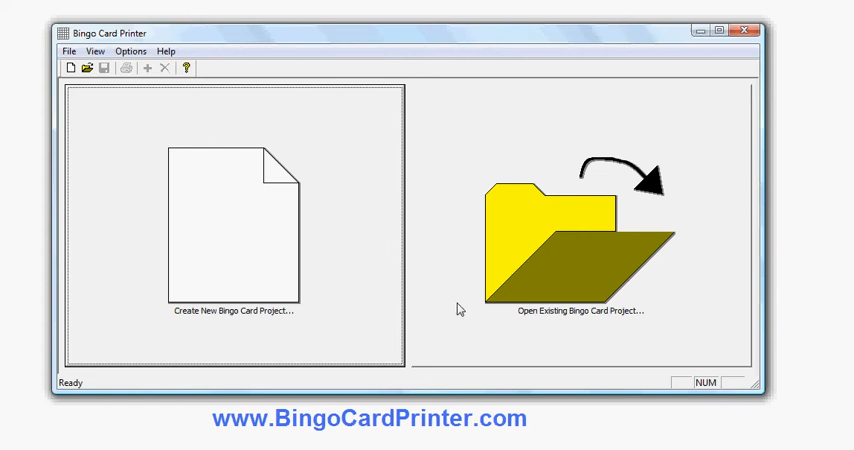 Bingo Card Printer
File View Options Help
Create New Bingo Card Project...
Open Existing Bingo Card Project...
Ready
NUM
www.BingoCardPrinter.com